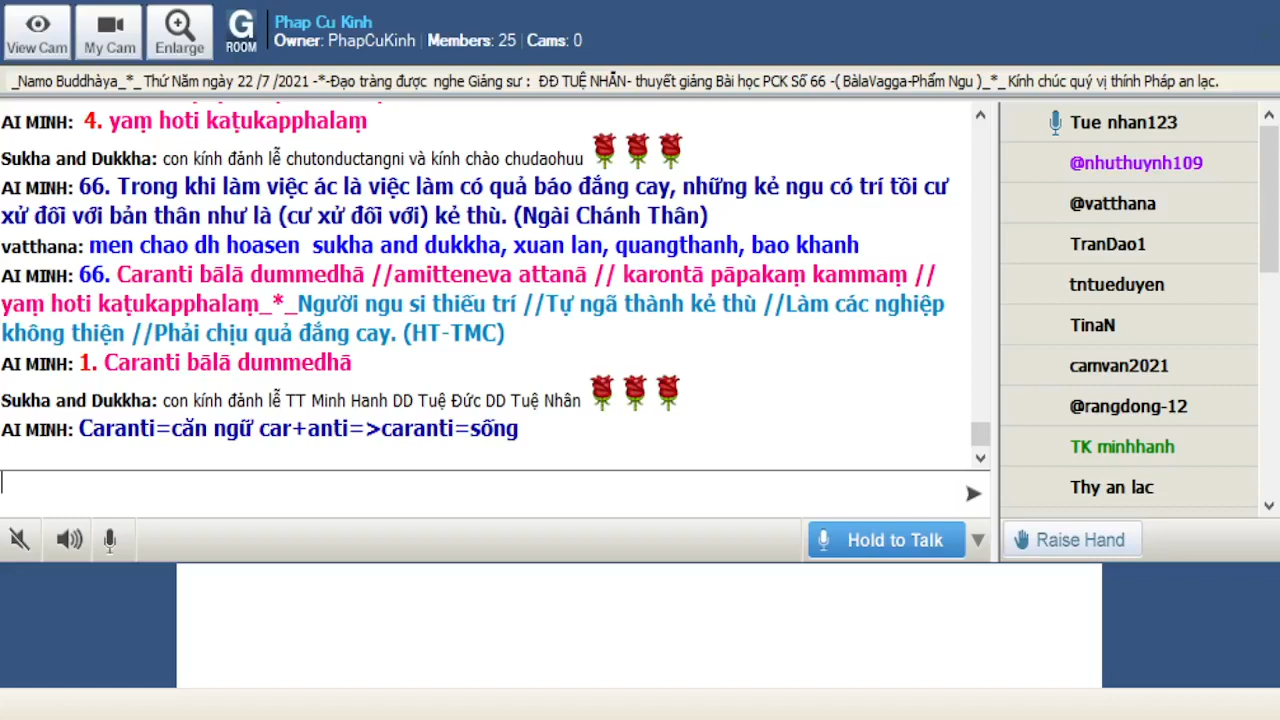 View Cam
My Cam
Enlarge
G
ROOM
Phap Cu Kinh
Owner: PhapCuKinh | Members: 25 | Cams: 0
_Namo Buddhàya_*_ Thứ Năm ngày 22 /7 /2021 -*-Đạo tràng được nghe Giảng sư : ĐĐ TUỆ NHẪN- thuyết giảng Bài học PCK Số 66 -( BàlaVagga-Phẩm Ngu )_*_ Kính chúc quý vị thính Pháp an lạc.
AI MINH: 4. yaṃ hoti kaṭukapphalaṃ
Sukha and Dukkha: con kính đảnh lễ chutonductangni và kính chào chudaohuu
AI MINH: 66. Trong khi làm việc ác là việc làm có quả báo đắng cay, những kẻ ngu có trí tồi cư
xử đối với bản thân như là (cư xử đối với) kẻ thù. (Ngài Chánh Thân)
vatthana: men chao dh hoasen sukha and dukkha, xuan lan, quangthanh, bao khanh
AI MINH: 66. Caranti bālā dummedhā //amitteneva attanā // karontā pāpakaṃ kammaṃ //
yaṃ hoti kaṭukapphalaṃ_*_Người ngu si thiếu trí //Tự ngã thành kẻ thù //Làm các nghiệp
không thiện //Phải chịu quả đắng cay. (HT-TMC)
AI MINH: 1. Caranti bālā dummedhā
Sukha and Dukkha: con kính đảnh lễ TT Minh Hanh DD Tuệ Đức DD Tuệ Nhân
AI MINH: Caranti=căn ngữ car+anti=>caranti=sống
Hold to Talk
Tue nhan123
@nhuthuynh109
@vatthana
TranDao1
tntueduyen
TinaN
camvan2021
@rangdong-12
TK minhhanh
Thy an lac
Raise Hand